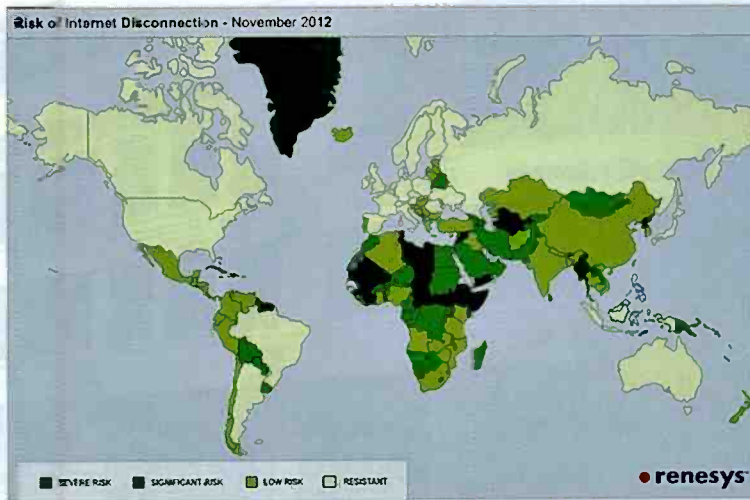 Risk of Internet Disconnection - November 2012
SEVERE RISK
SIGNIFICANT RISK
LOW RISK
RESISTANT
renesys